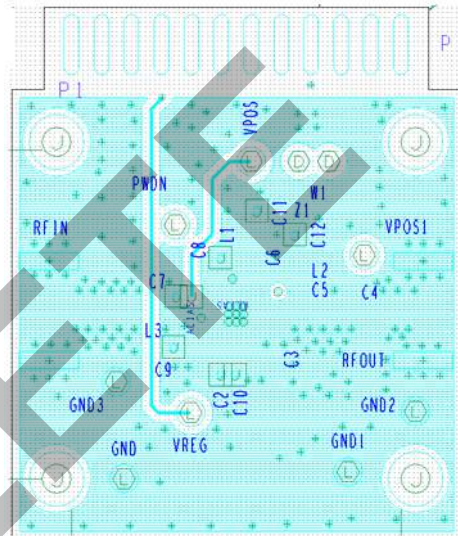 P1
P
VPOS
PWDN
W1
Z1
C11
C12
RFIN
VPOS1
C8
L1
C6
L2
C7
C5
C4
L3
C3
RFOUT
C9
C2
C10
GND3
GND2
VREG
GND
GND1
J
J
J
J
D
D
L
L
L
L
L
L
ETE